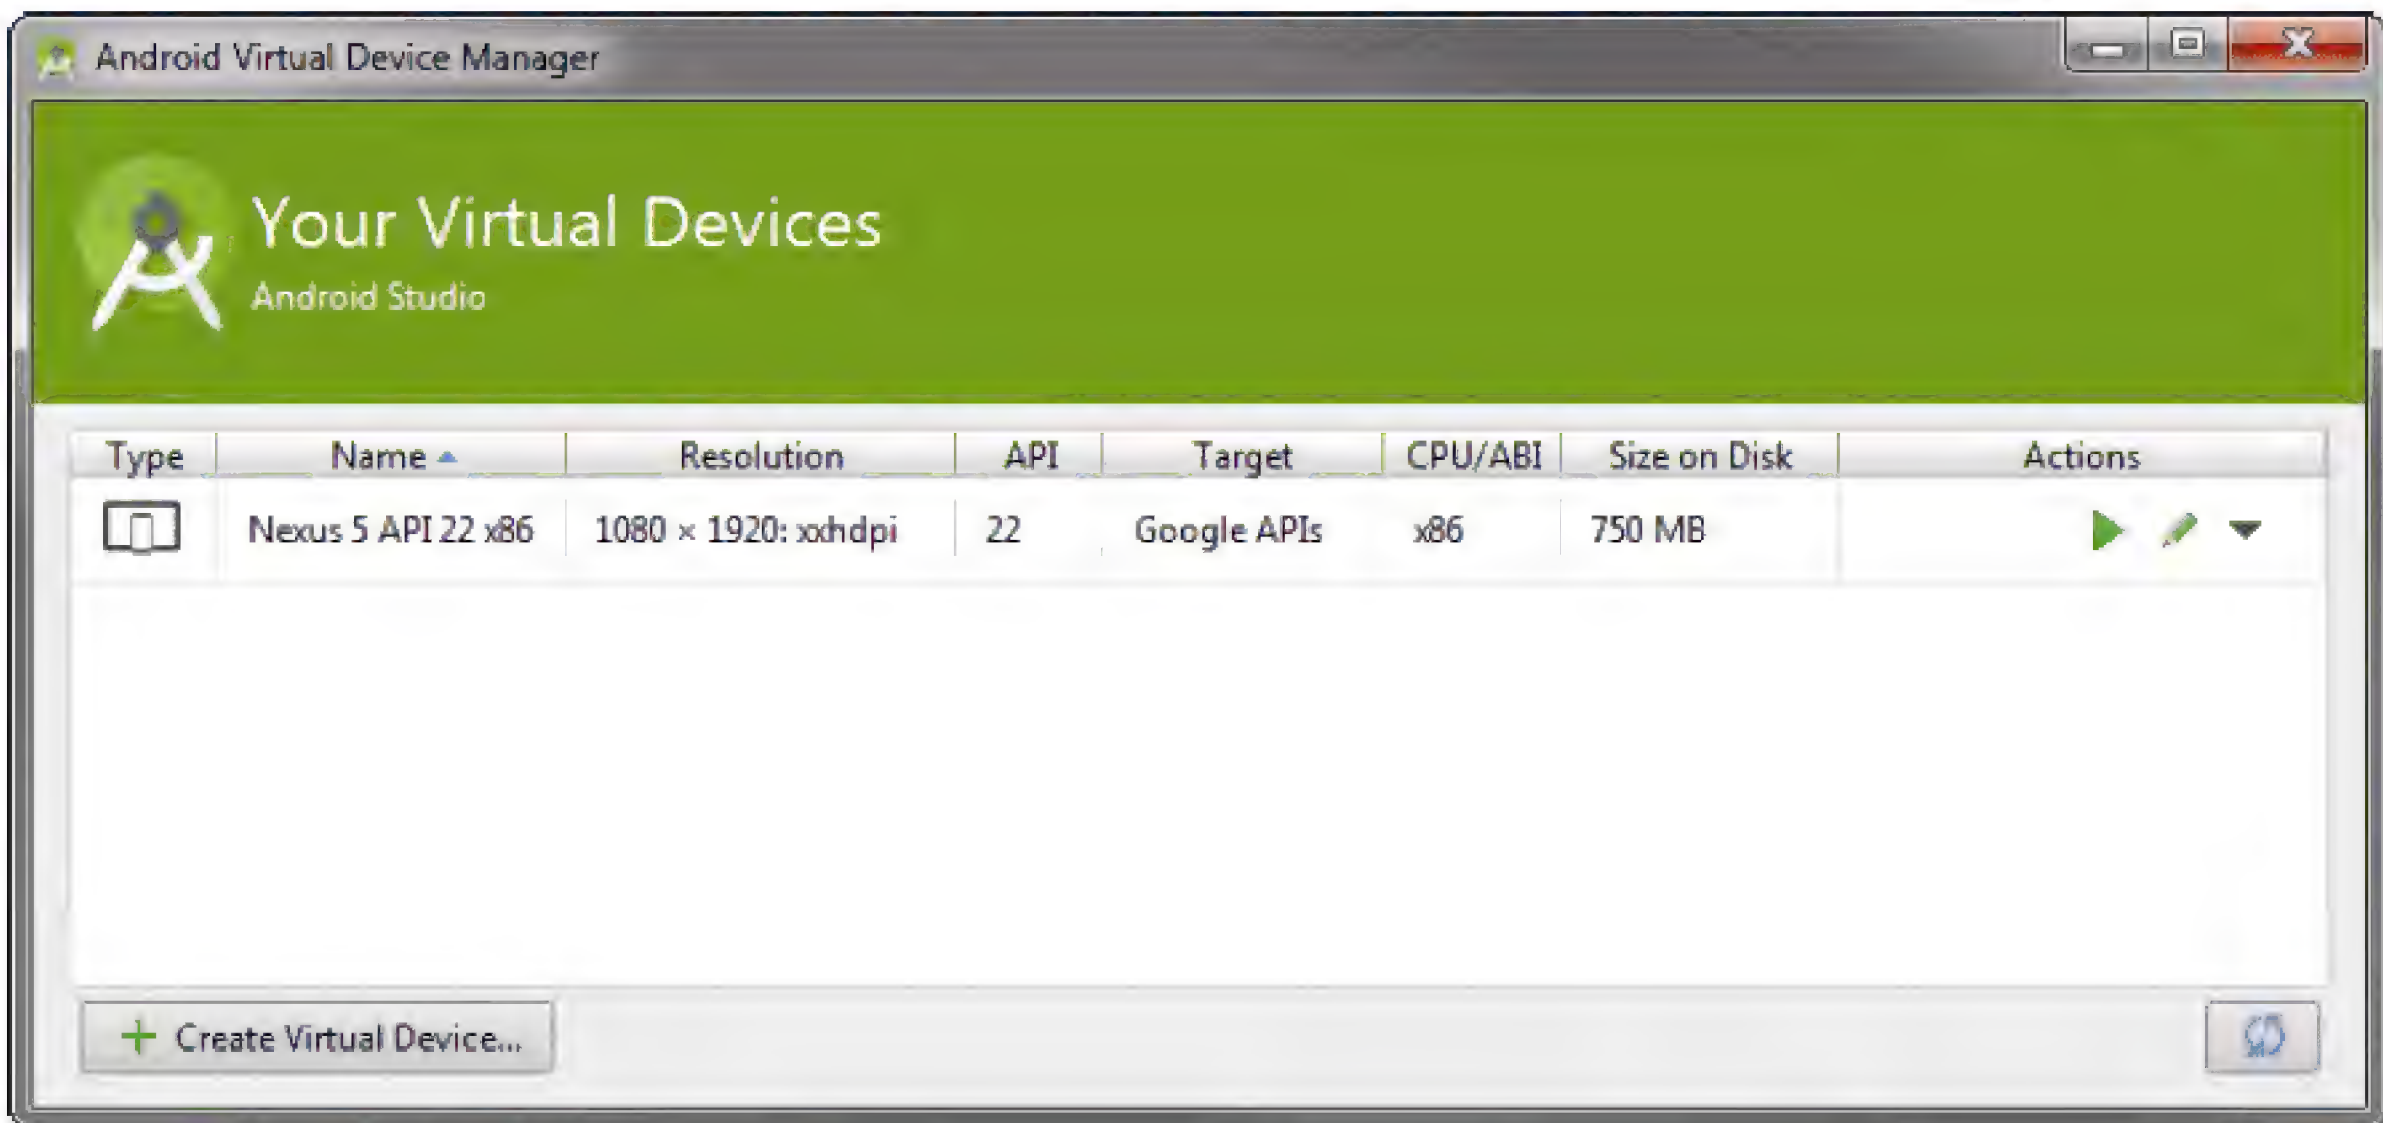 Android Virtual Device Manager
Your Virtual Devices
Android Studio
Type Name Resolution API Target CPU/ABI Size on Disk Actions
Nexus 5 API 22 x86 1080 × 1920: xxhdpi 22 Google APIs x86 750 MB
Create Virtual Device...